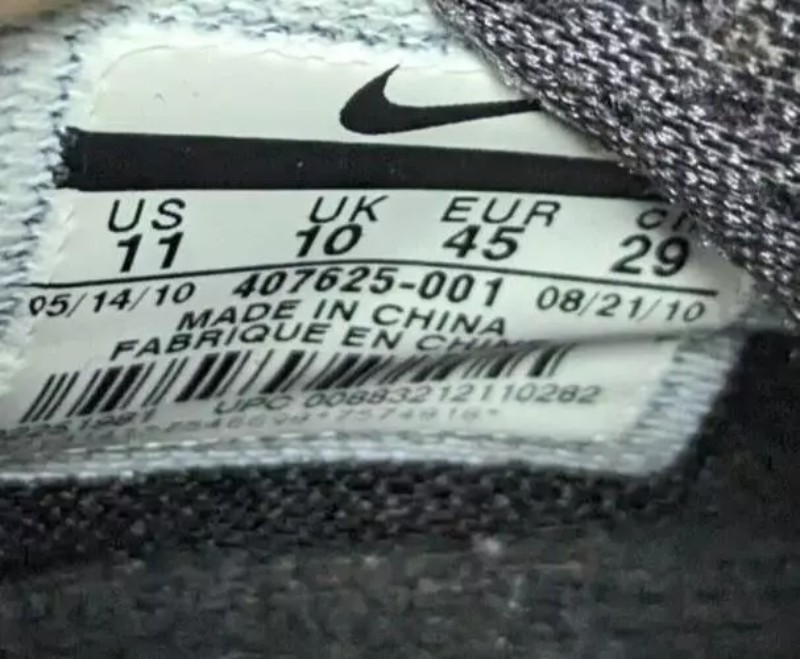 US UK EUR
11 10 45 29
05/14/10 407625-001 08/21/10
MADE IN CHINA
FABRIQUE EN CHINE
UPC 00883212110282